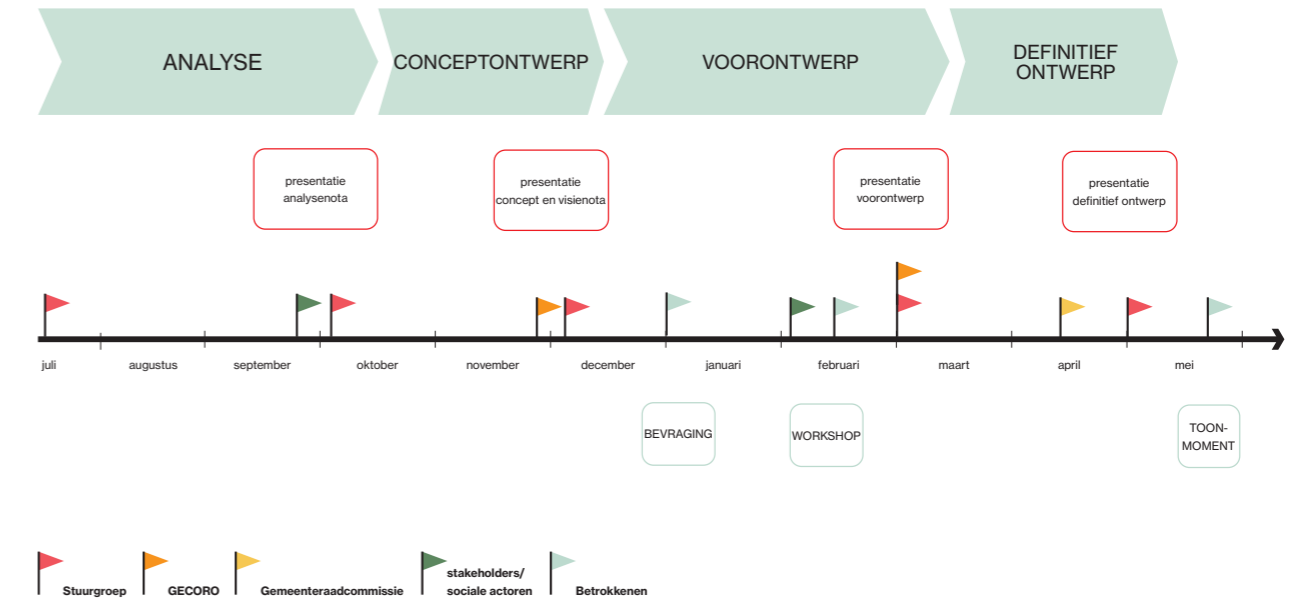 ANALYSE
CONCEPTONTWERP
VOORONTWERP
DEFINITIEF
ONTWERP
presentatie
analysenota
presentatie
concept en visienota
presentatie
voorontwerp
presentatie
definitief ontwerp
juli
augustus
september
oktober
november
december
januari
februari
maart
april
mei
BEVRAGING
WORKSHOP
TOON-
MOMENT
Stuurgroep
GECORO
Gemeenteraadcommissie
stakeholders/
sociale actoren
Betrokkenen